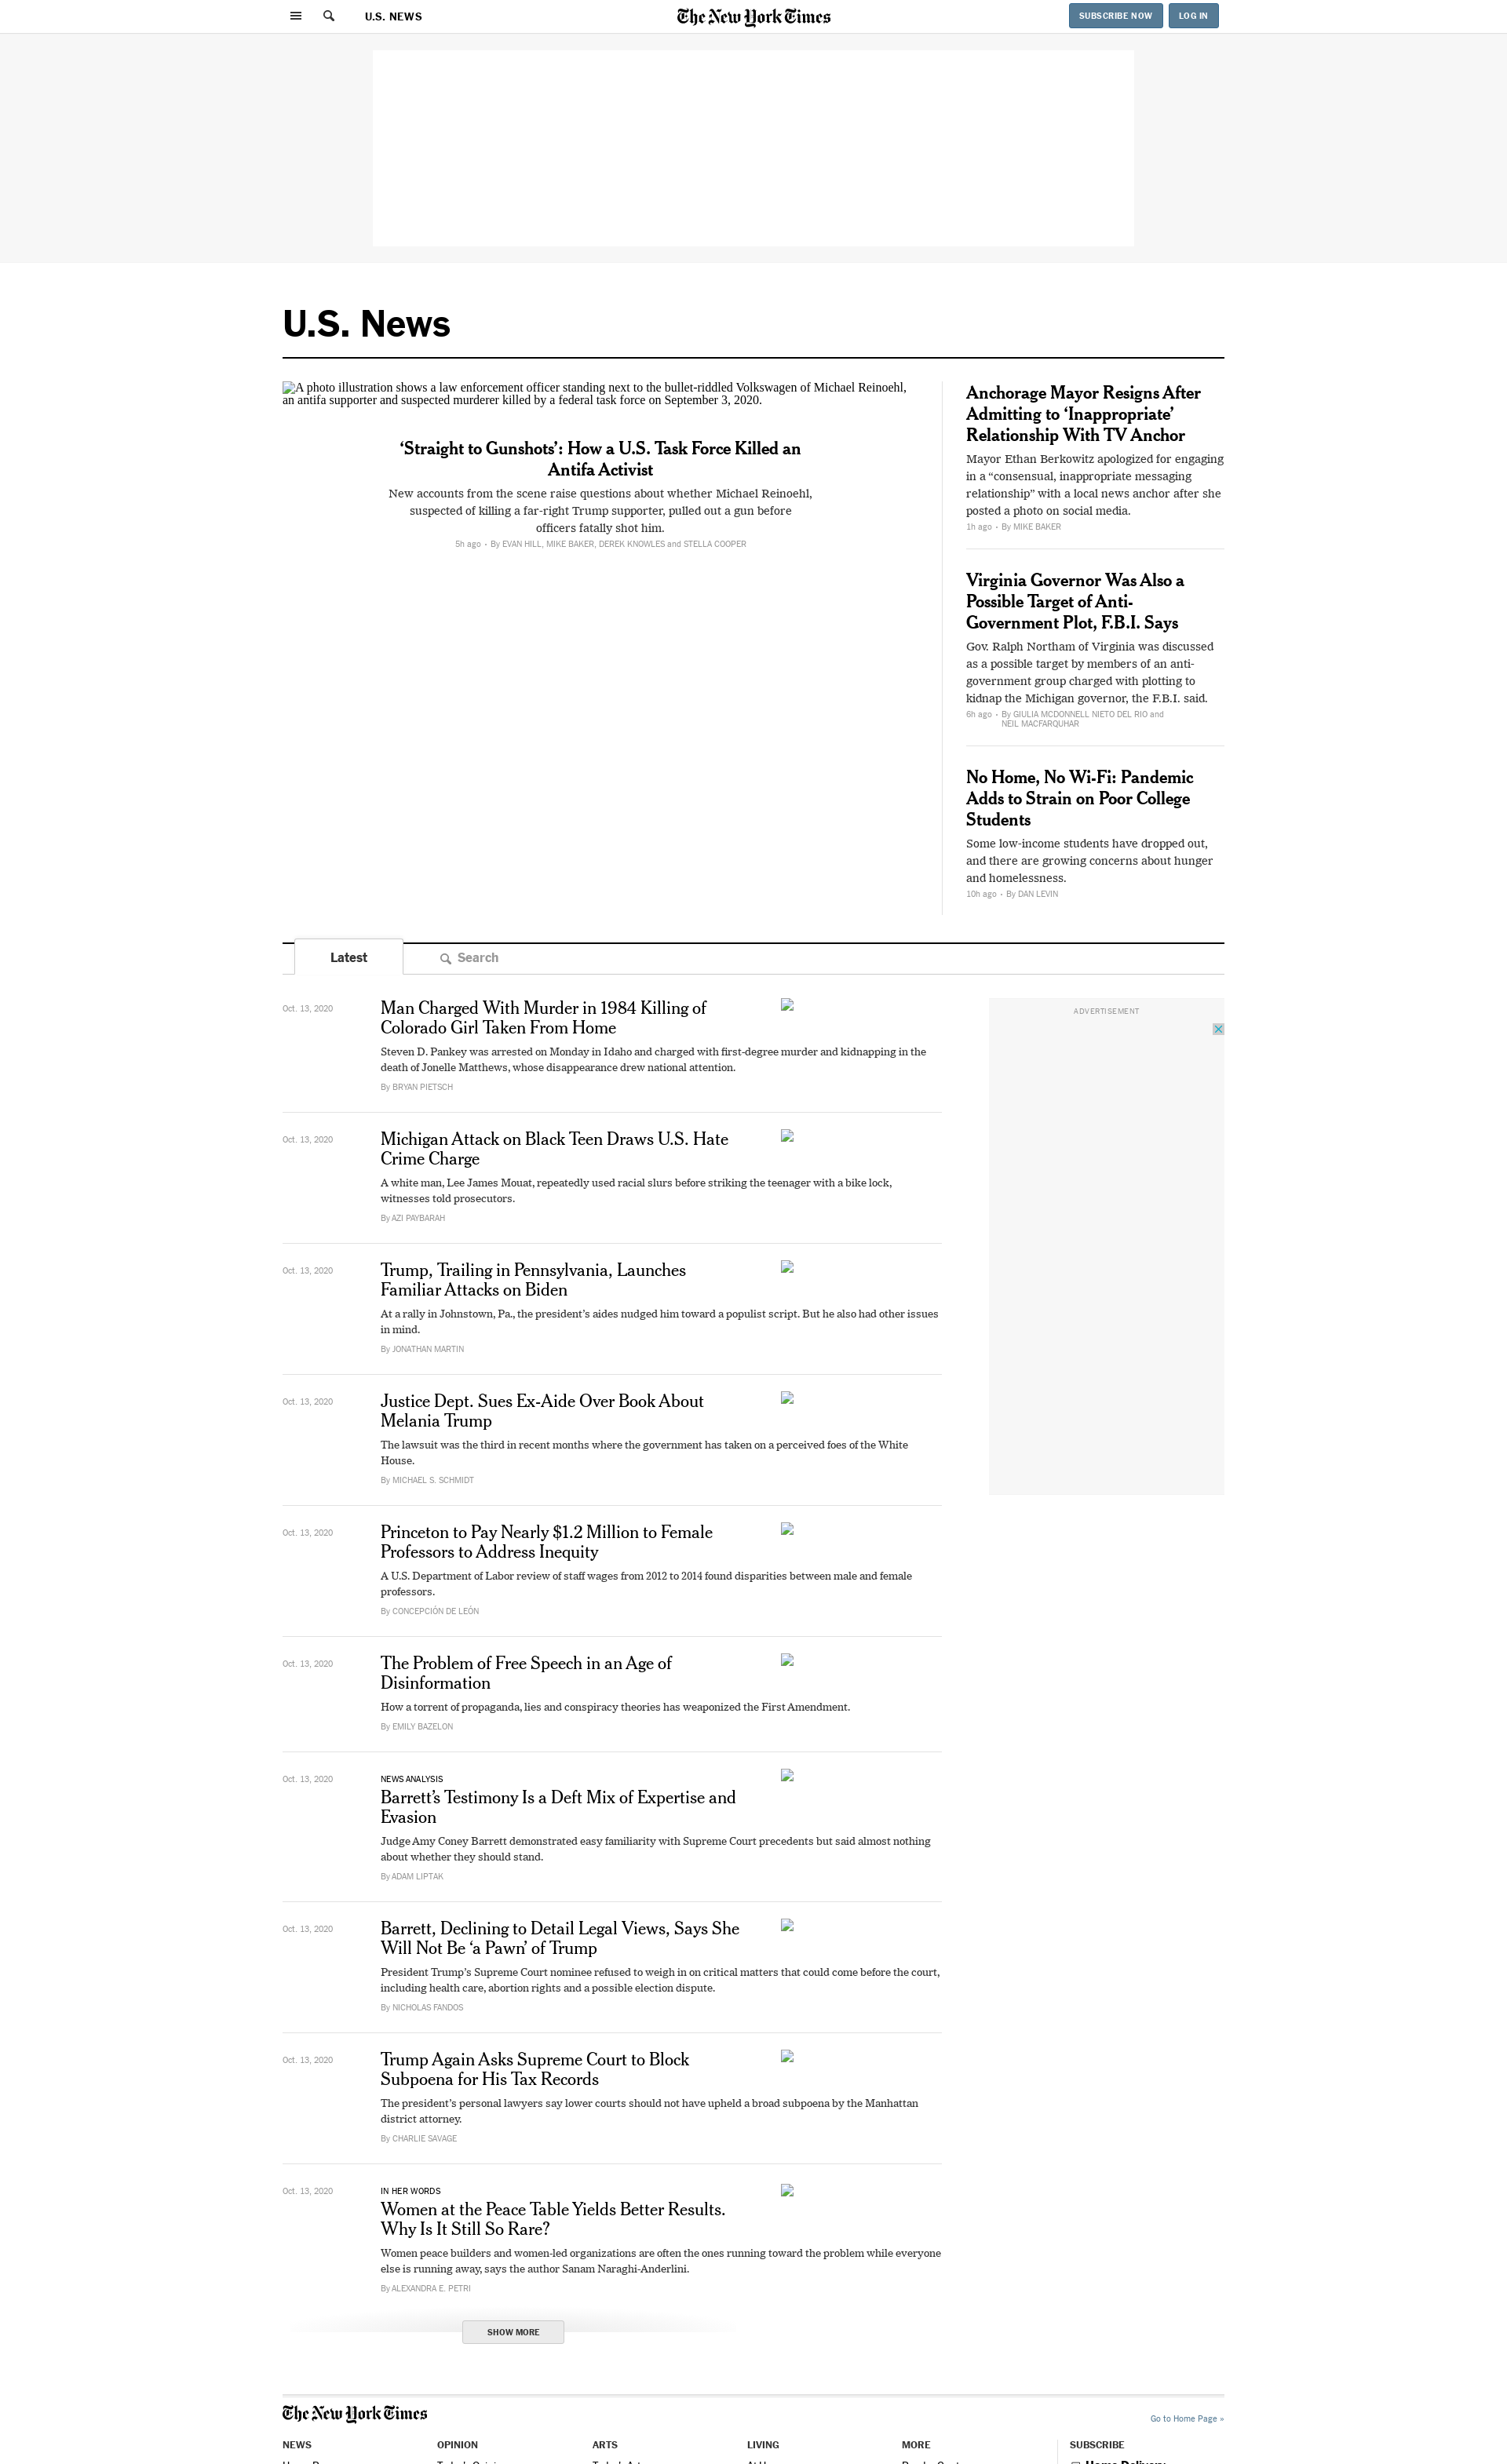 U.S. NEWS
The New York Times
SUBSCRIBE NOW
LOG IN
U.S. News
A photo illustration shows a law enforcement officer standing next to the bullet-riddled Volkswagen of Michael Reinoehl,
an antifa supporter and suspected murderer killed by a federal task force on September 3, 2020.
‘Straight to Gunshots’: How a U.S. Task Force Killed an
Antifa Activist
New accounts from the scene raise questions about whether Michael Reinoehl,
suspected of killing a far-right Trump supporter, pulled out a gun before
officers fatally shot him.
5h ago • By EVAN HILL, MIKE BAKER, DEREK KNOWLES and STELLA COOPER
Anchorage Mayor Resigns After
Admitting to ‘Inappropriate’
Relationship With TV Anchor
Mayor Ethan Berkowitz apologized for engaging
in a “consensual, inappropriate messaging
relationship” with a local news anchor after she
posted a photo on social media.
1h ago • By MIKE BAKER
Virginia Governor Was Also a
Possible Target of Anti-
Government Plot, F.B.I. Says
Gov. Ralph Northam of Virginia was discussed
as a possible target by members of an anti-
government group charged with plotting to
kidnap the Michigan governor, the F.B.I. said.
6h ago • By GIULIA MCDONNELL NIETO DEL RIO and
NEIL MACFARQUHAR
No Home, No Wi-Fi: Pandemic
Adds to Strain on Poor College
Students
Some low-income students have dropped out,
and there are growing concerns about hunger
and homelessness.
10h ago • By DAN LEVIN
Latest
Search
ADVERTISEMENT
Oct. 13, 2020
Man Charged With Murder in 1984 Killing of
Colorado Girl Taken From Home
Steven D. Pankey was arrested on Monday in Idaho and charged with first-degree murder and kidnapping in the
death of Jonelle Matthews, whose disappearance drew national attention.
By BRYAN PIETSCH
Oct. 13, 2020
Michigan Attack on Black Teen Draws U.S. Hate
Crime Charge
A white man, Lee James Mouat, repeatedly used racial slurs before striking the teenager with a bike lock,
witnesses told prosecutors.
By AZI PAYBARAH
Oct. 13, 2020
Trump, Trailing in Pennsylvania, Launches
Familiar Attacks on Biden
At a rally in Johnstown, Pa., the president’s aides nudged him toward a populist script. But he also had other issues
in mind.
By JONATHAN MARTIN
Oct. 13, 2020
Justice Dept. Sues Ex-Aide Over Book About
Melania Trump
The lawsuit was the third in recent months where the government has taken on a perceived foes of the White
House.
By MICHAEL S. SCHMIDT
Oct. 13, 2020
Princeton to Pay Nearly $1.2 Million to Female
Professors to Address Inequity
A U.S. Department of Labor review of staff wages from 2012 to 2014 found disparities between male and female
professors.
By CONCEPCIÓN DE LEÓN
Oct. 13, 2020
The Problem of Free Speech in an Age of
Disinformation
How a torrent of propaganda, lies and conspiracy theories has weaponized the First Amendment.
By EMILY BAZELON
Oct. 13, 2020
NEWS ANALYSIS
Barrett’s Testimony Is a Deft Mix of Expertise and
Evasion
Judge Amy Coney Barrett demonstrated easy familiarity with Supreme Court precedents but said almost nothing
about whether they should stand.
By ADAM LIPTAK
Oct. 13, 2020
Barrett, Declining to Detail Legal Views, Says She
Will Not Be ‘a Pawn’ of Trump
President Trump’s Supreme Court nominee refused to weigh in on critical matters that could come before the court,
including health care, abortion rights and a possible election dispute.
By NICHOLAS FANDOS
Oct. 13, 2020
Trump Again Asks Supreme Court to Block
Subpoena for His Tax Records
The president’s personal lawyers say lower courts should not have upheld a broad subpoena by the Manhattan
district attorney.
By CHARLIE SAVAGE
Oct. 13, 2020
IN HER WORDS
Women at the Peace Table Yields Better Results.
Why Is It Still So Rare?
Women peace builders and women-led organizations are often the ones running toward the problem while everyone
else is running away, says the author Sanam Naraghi-Anderlini.
By ALEXANDRA E. PETRI
SHOW MORE
The New York Times
Go to Home Page »
NEWS
OPINION
ARTS
LIVING
MORE
SUBSCRIBE